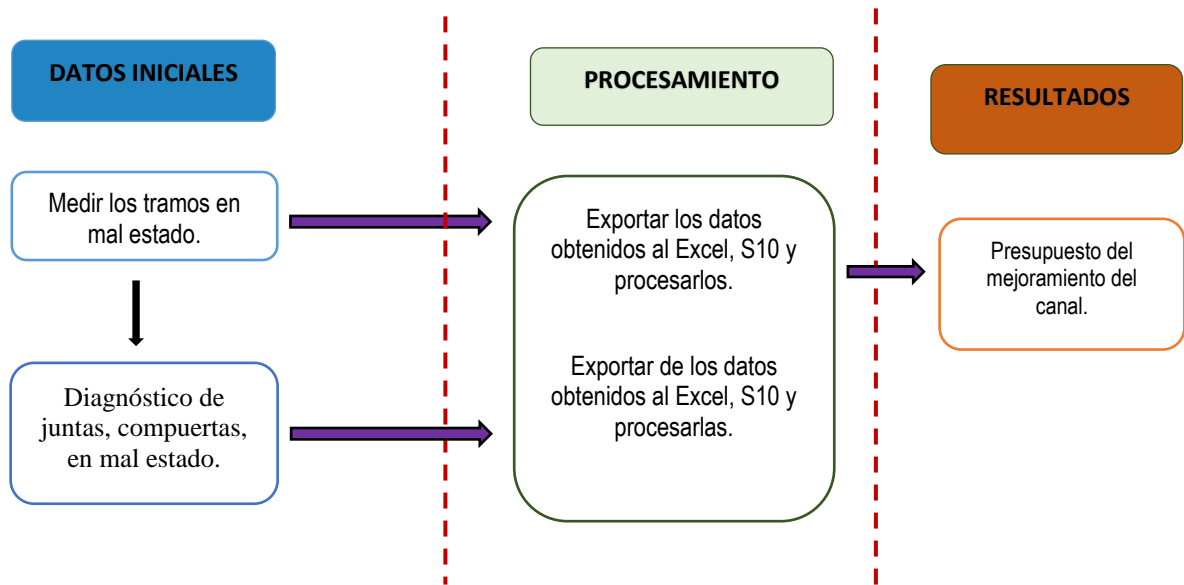 DATOS INICIALES
Medir los tramos en
mal estado.
Diagnóstico de
juntas, compuertas,
en mal estado.
PROCESAMIENTO
Exportar los datos
obtenidos al Excel, S10 y
procesarlos.
Exportar de los datos
obtenidos al Excel, S10 y
procesarlas.
RESULTADOS
Presupuesto del
mejoramiento del
canal.